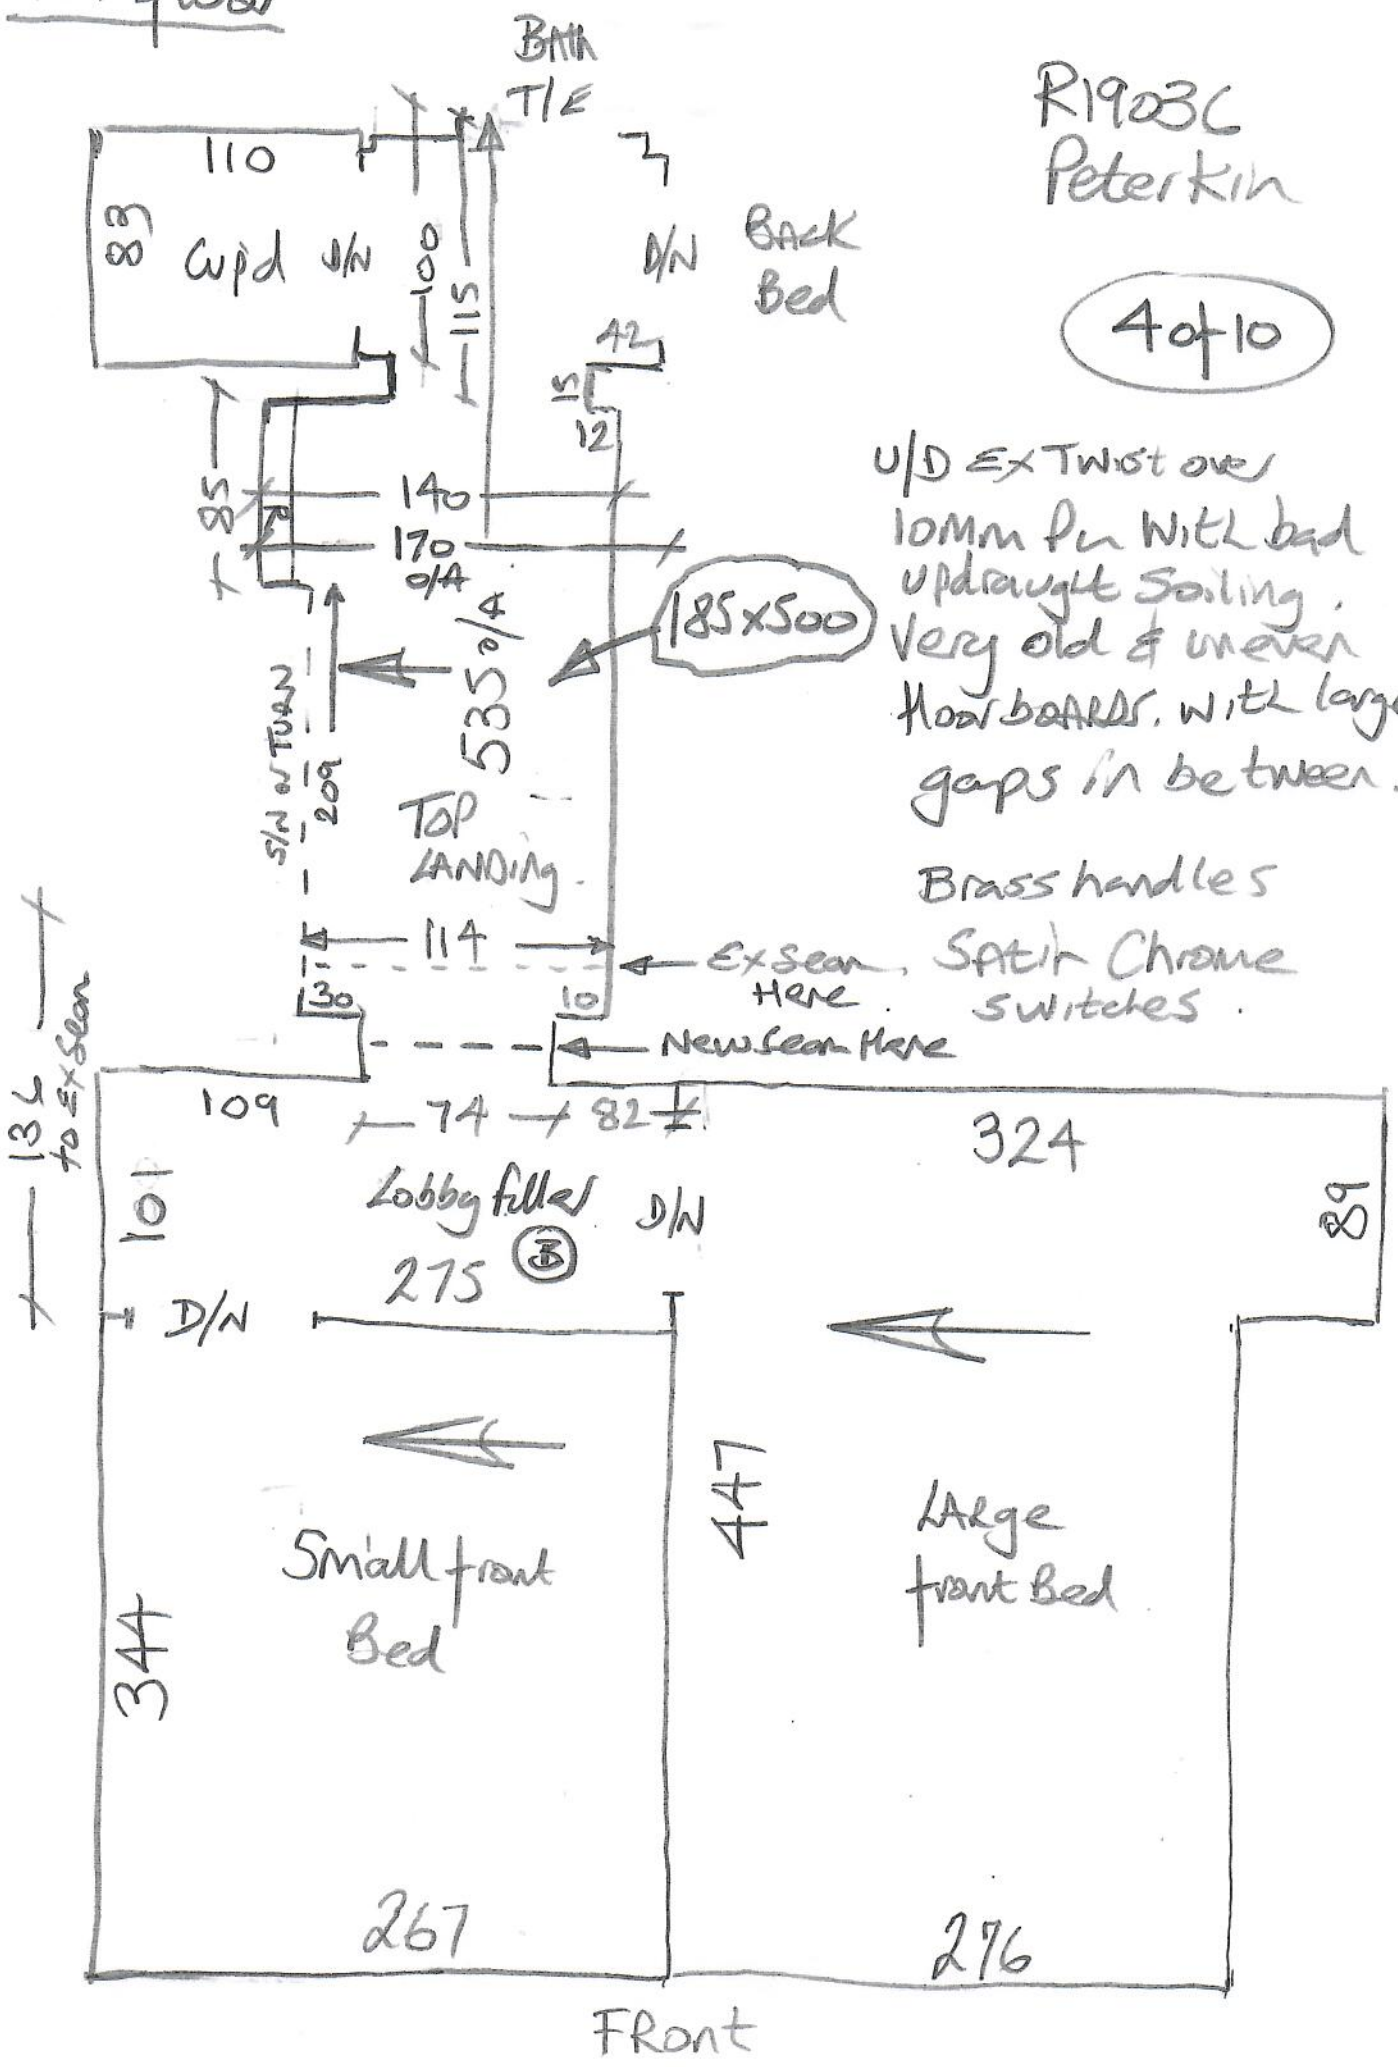 BAth
T/E
R1903C
Peterkin
110
83
Cupd
D/N
100
115
D/N
BACK
Bed
4 of 10
42
15
12
85
140
170
O/A
U/D Ex Twist over
10mm Pu With bad
updraught Soiling.
Very old & uneven
floorboARDS. with large
gaps in between.
185x500
535 O/A
S/N or TURN
209
TOP
LANDing.
Brass handles
SAtin Chrome
switches.
114
Ex Seam
Here.
30
10
New Seam Here
136
to Ex Seam
109
74
82
324
101
Lobby filler
D/N
89
275
B
D/N
447
Small front
Bed
LARge
front Bed
344
267
276
FRont